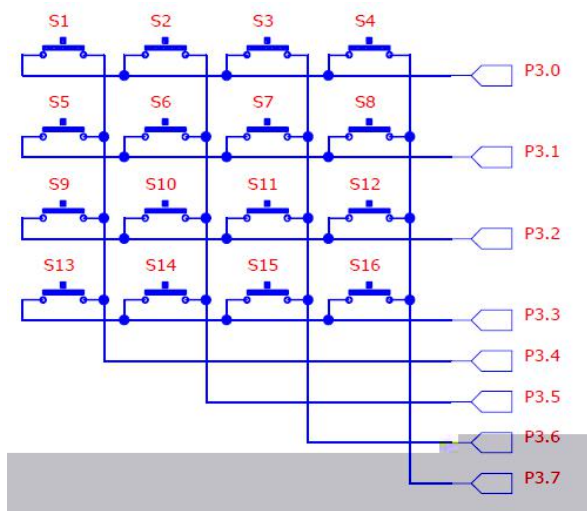 S1 S2 S3 S4
P3.0
S5 S6 S7 S8
P3.1
S9 S10 S11 S12
P3.2
S13 S14 S15 S16
P3.3
P3.4
P3.5
P3.6
P3.7